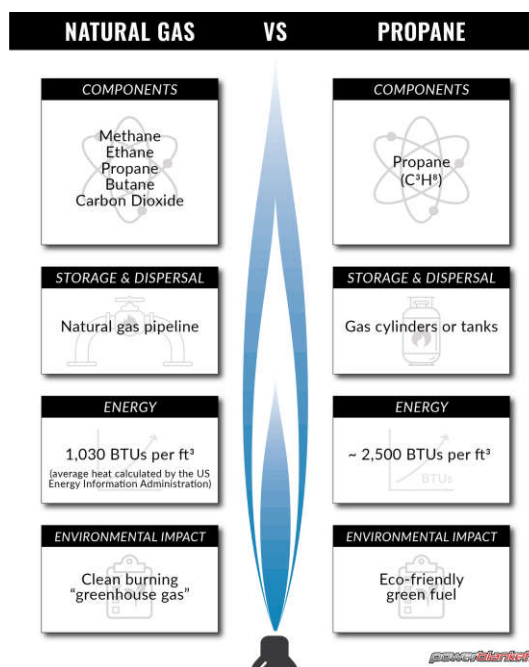 NATURAL GAS VS PROPANE
COMPONENTS
Methane
Ethane
Propane
Butane
Carbon Dioxide
COMPONENTS
Propane
(C³H⁸)
STORAGE & DISPERSAL
Natural gas pipeline
STORAGE & DISPERSAL
Gas cylinders or tanks
ENERGY
1,030 BTUs per ft³
(average heat calculated by the US
Energy Information Administration)
ENERGY
~ 2,500 BTUs per ft³
BTUs
ENVIRONMENTAL IMPACT
Clean burning
“greenhouse gas”
ENVIRONMENTAL IMPACT
Eco-friendly
green fuel
powerblanket